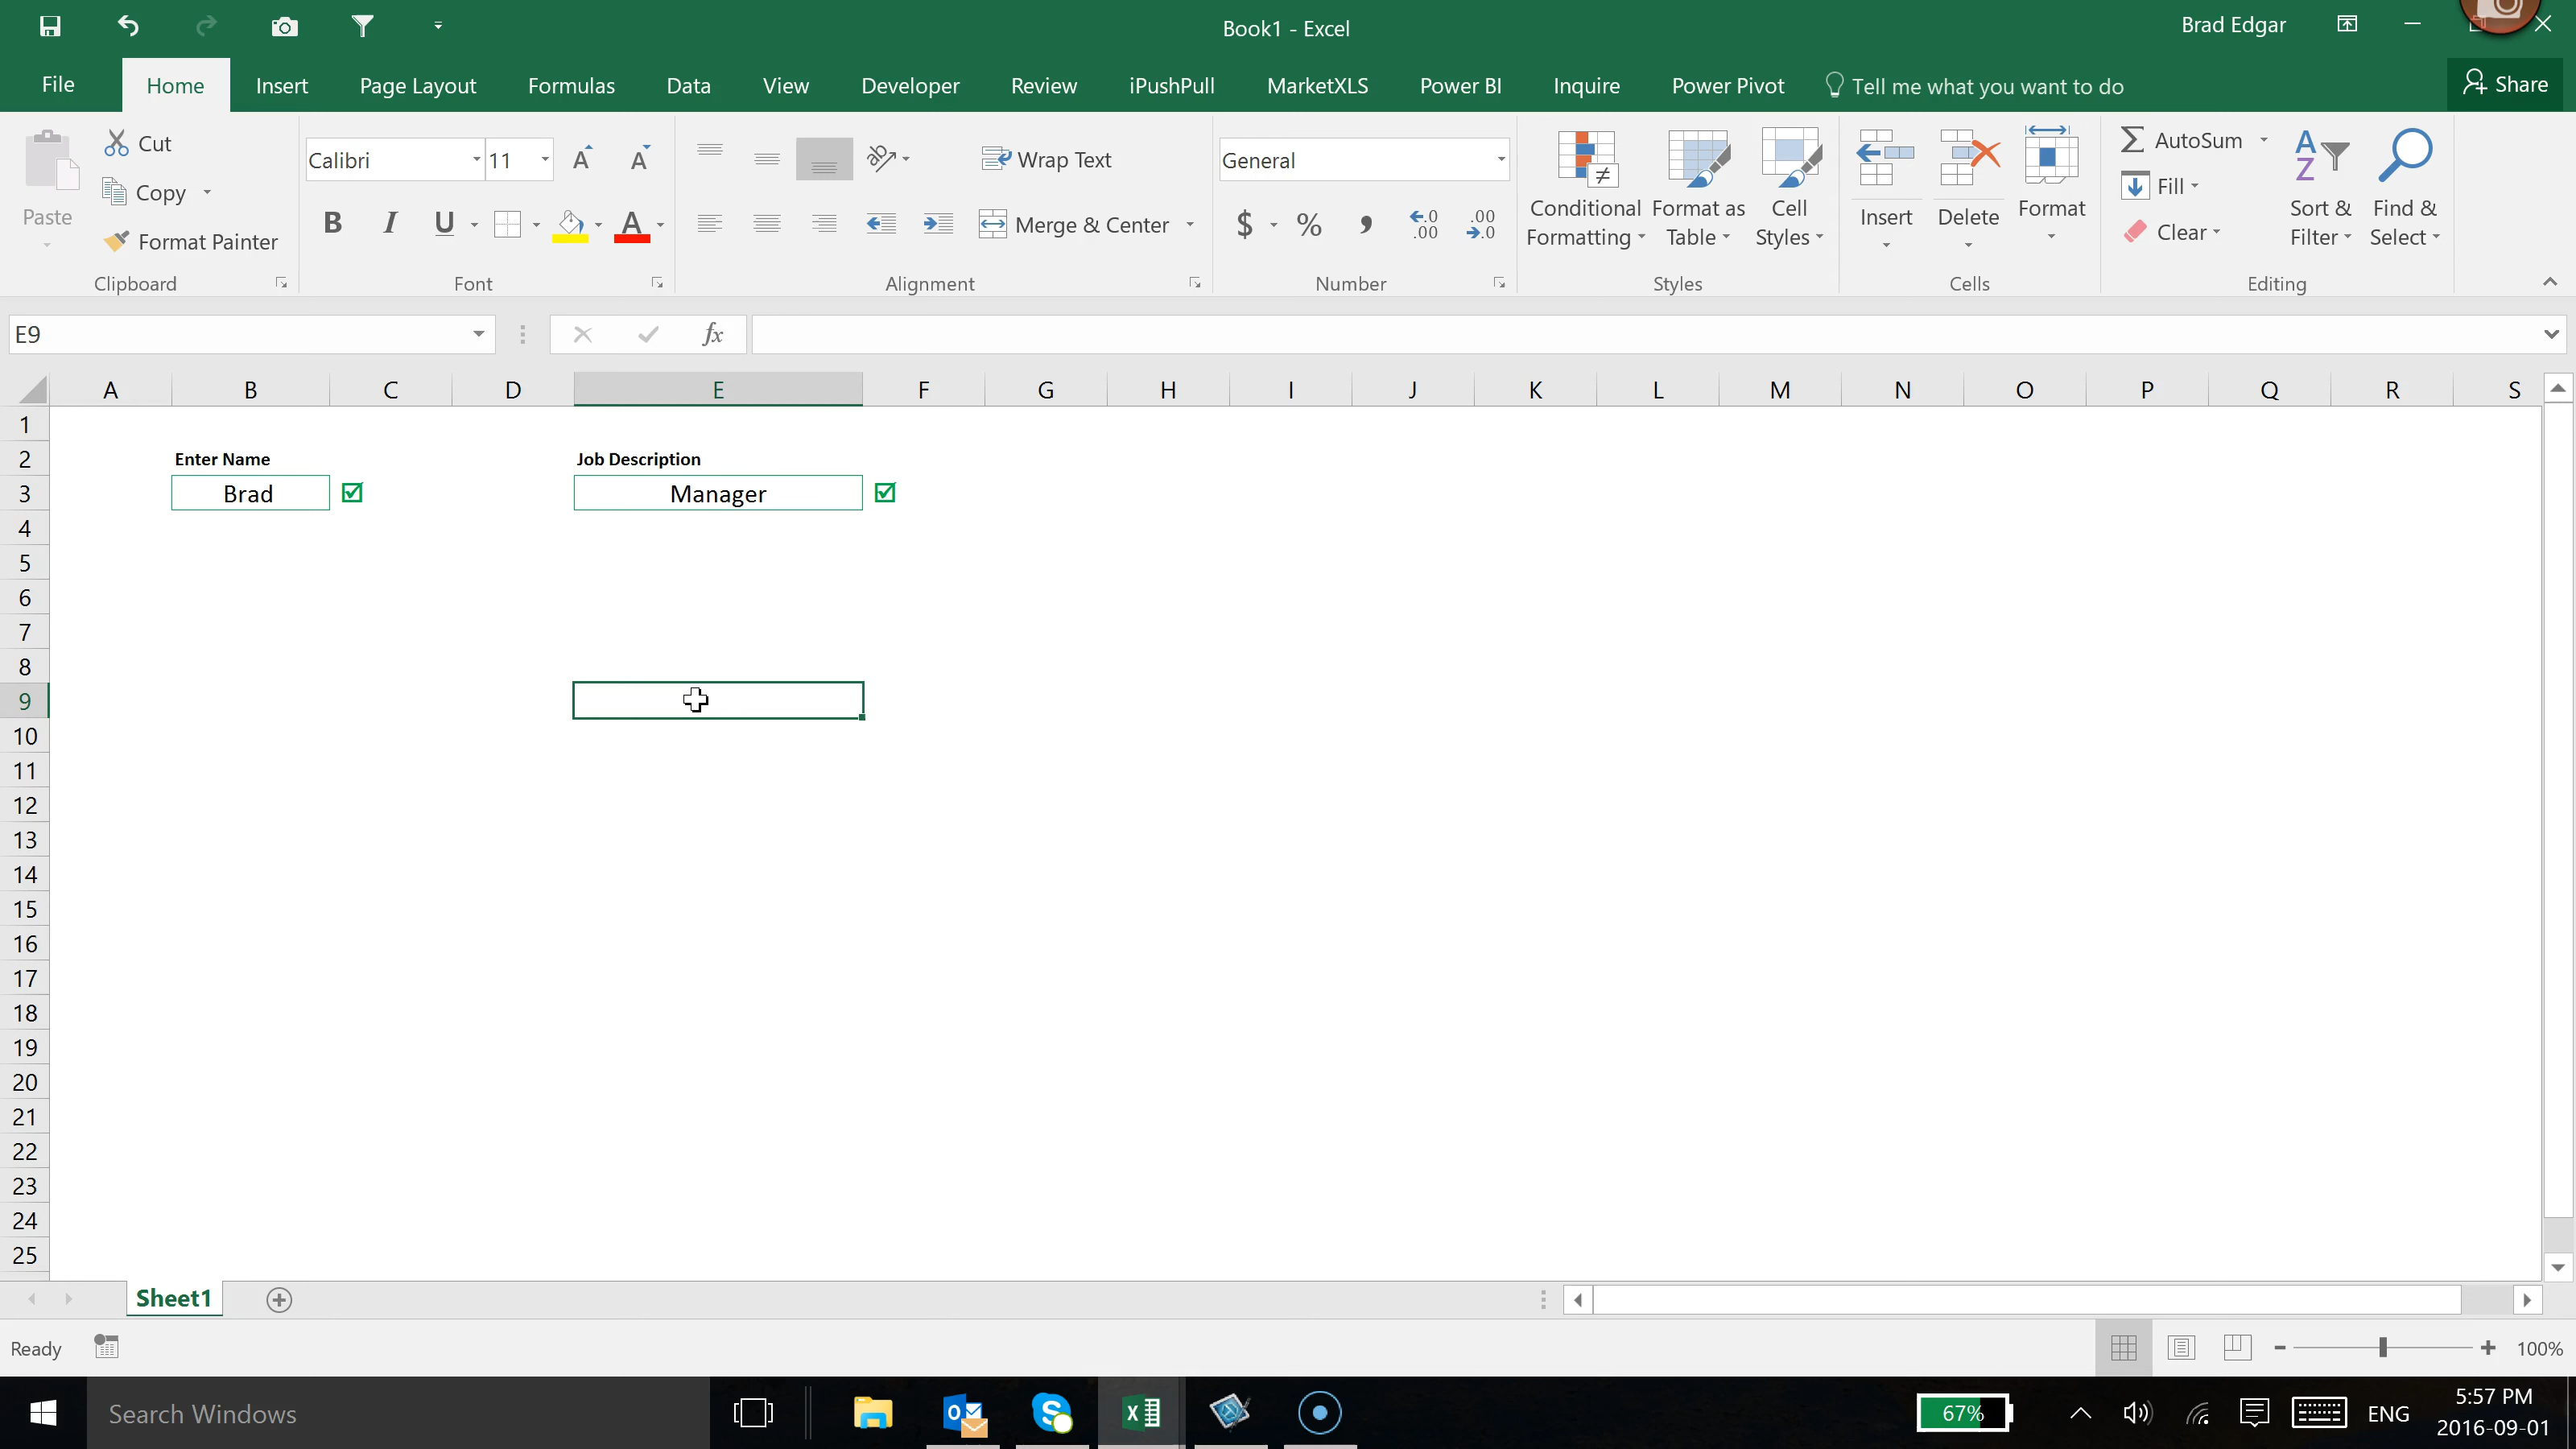 Book1 - Excel
Brad Edgar
File Home Insert Page Layout Formulas Data View Developer Review iPushPull MarketXLS Power BI Inquire Power Pivot Tell me what you want to do Share
Paste
Cut
Copy
Format Painter
Clipboard
Calibri 11
B I U A
Font
Wrap Text
Merge & Center
Alignment
General
$ % , .0 .00 .00 .0
Number
Conditional Formatting
Format as Table
Cell Styles
Styles
Insert
Delete
Format
Cells
AutoSum
Fill
Clear
Sort & Filter
Find & Select
Editing
E9 fx
A B C D E F G H I J K L M N O P Q R S
1
2 Enter Name Job Description
3 Brad Manager
4
5
6
7
8
9
10
11
12
13
14
15
16
17
18
19
20
21
22
23
24
25
Sheet1
Ready 100%
Search Windows 67% ENG 5:57 PM
2016-09-01